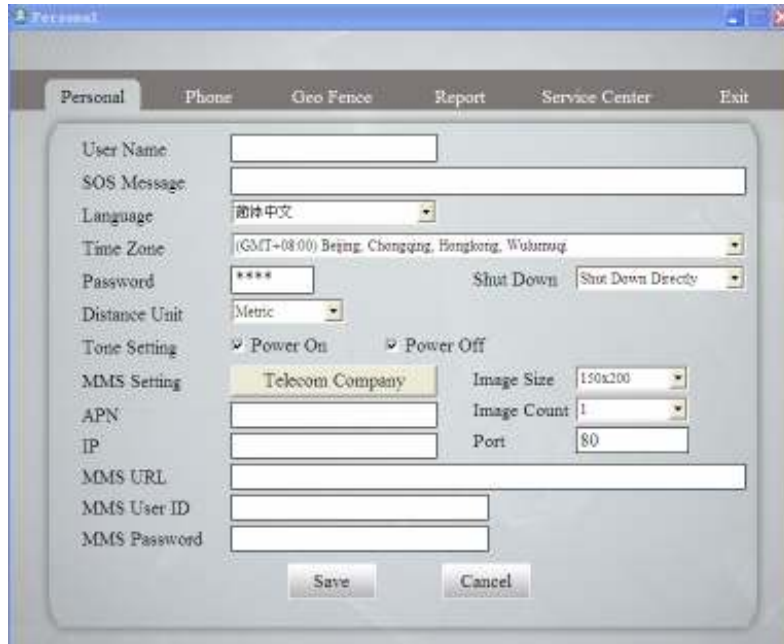 Personal
Personal Phone Geo Fence Report Service Center Exit
User Name
SOS Message
Language 简体中文
Time Zone (GMT+08:00) Beijing, Chongqing, Hongkong, Wulumuqi
Password **** Shut Down Shut Down Directly
Distance Unit Metric
Tone Setting Power On Power Off
MMS Setting Telecom Company Image Size 150x200
APN Image Count 1
IP Port 80
MMS URL
MMS User ID
MMS Password
Save Cancel